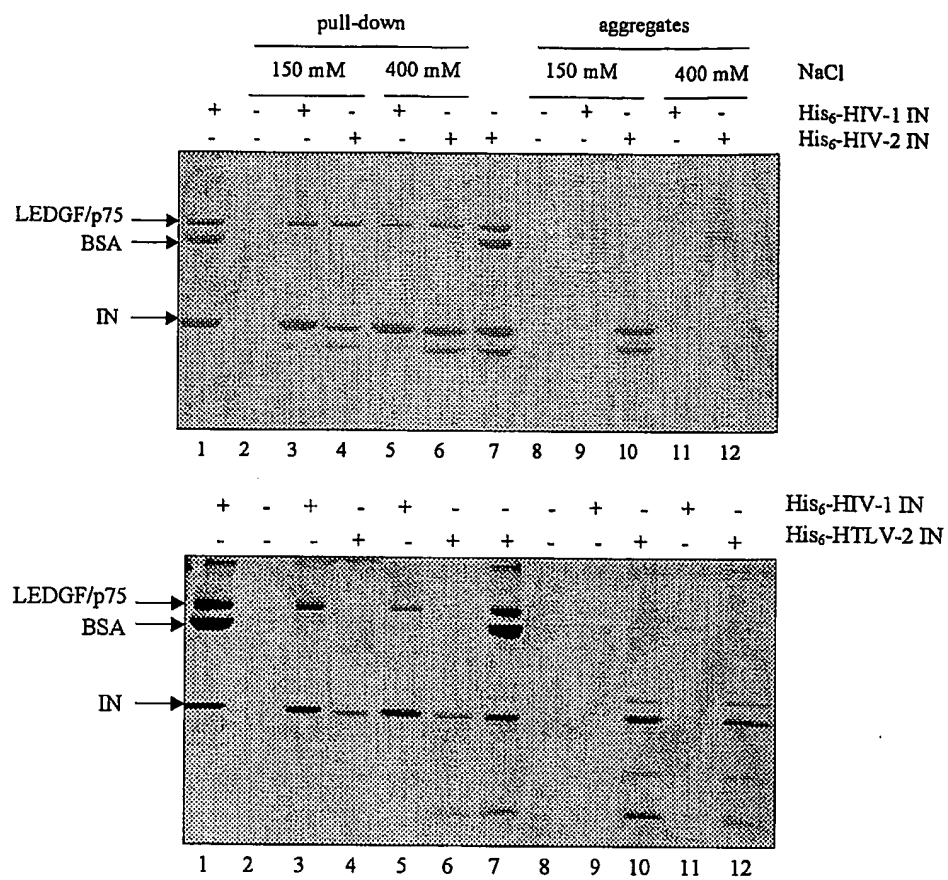 pull-down aggregates
150 mM 400 mM 150 mM 400 mM NaCl
+ - + - + - - - + - + - His₆-HIV-1 IN
- - - + - + + - - + - + His₆-HIV-2 IN
LEDGF/p75
BSA
IN
1 2 3 4 5 6 7 8 9 10 11 12
+ - + - + - - - + - + - His₆-HIV-1 IN
- - - + - + + - - + - + His₆-HTLV-2 IN
LEDGF/p75
BSA
IN
1 2 3 4 5 6 7 8 9 10 11 12